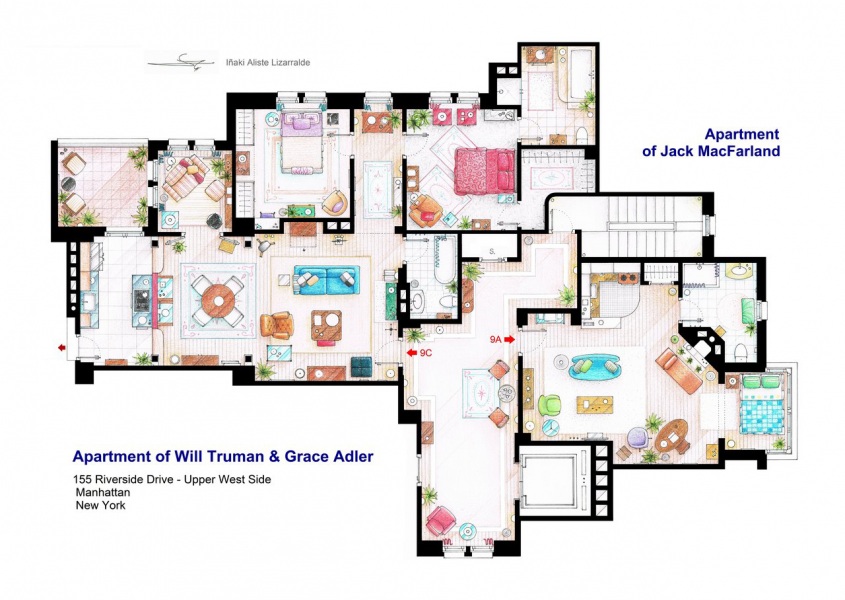 Iñaki Aliste Lizarralde
Apartment
of Jack MacFarland
S.
9A
9C
Apartment of Will Truman & Grace Adler
155 Riverside Drive - Upper West Side
Manhattan
New York